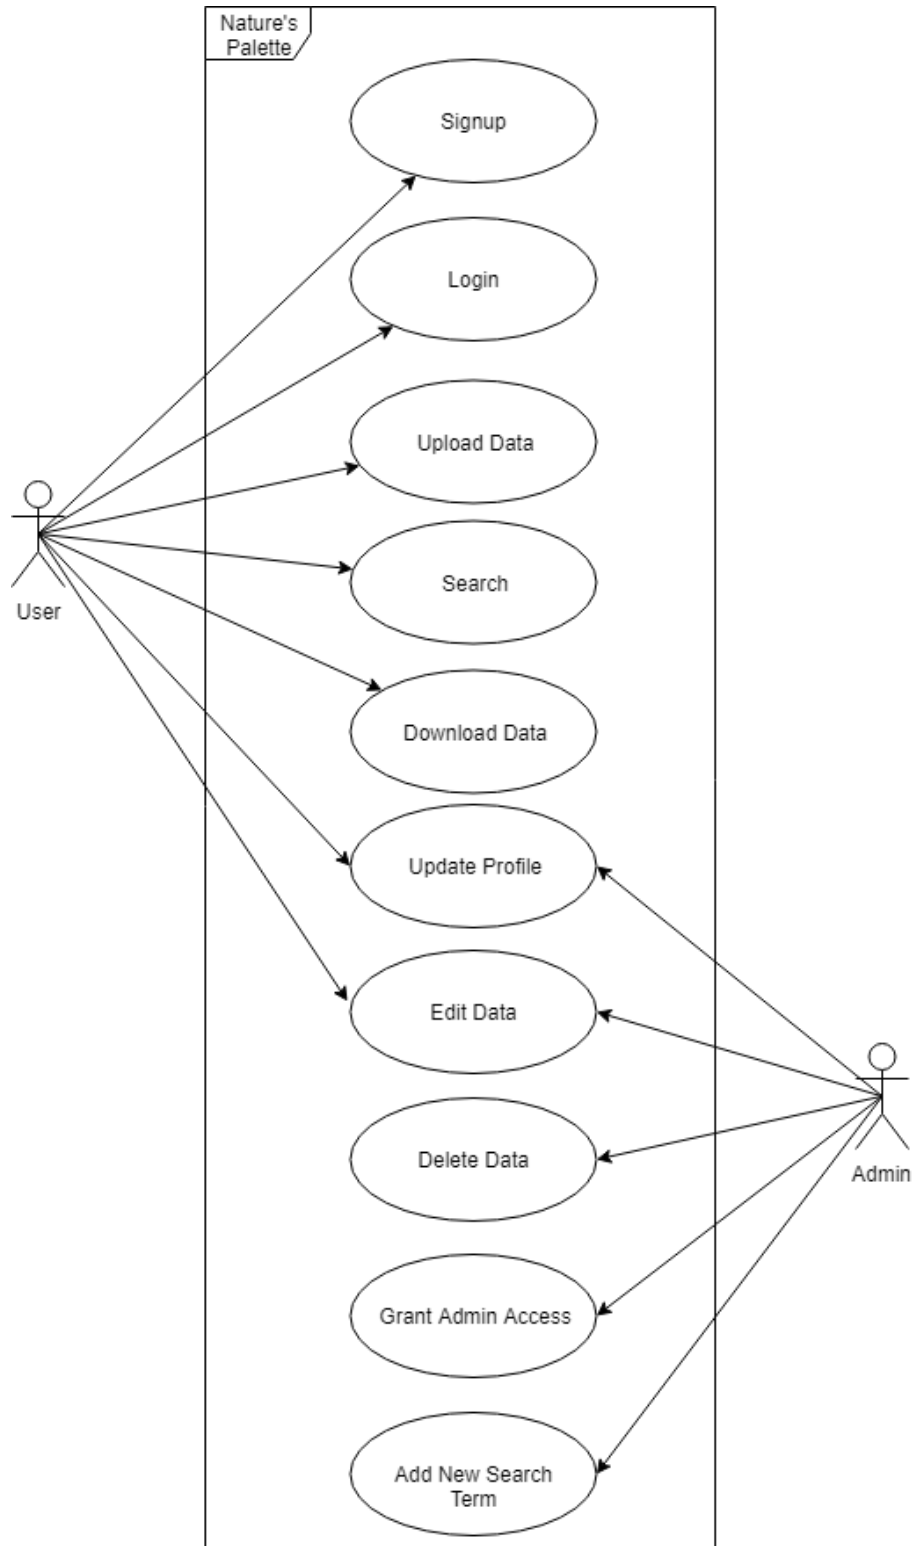 Nature's
Palette
Signup
Login
Upload Data
Search
User
Download Data
Update Profile
Edit Data
Delete Data
Admin
Grant Admin Access
Add New Search
Term